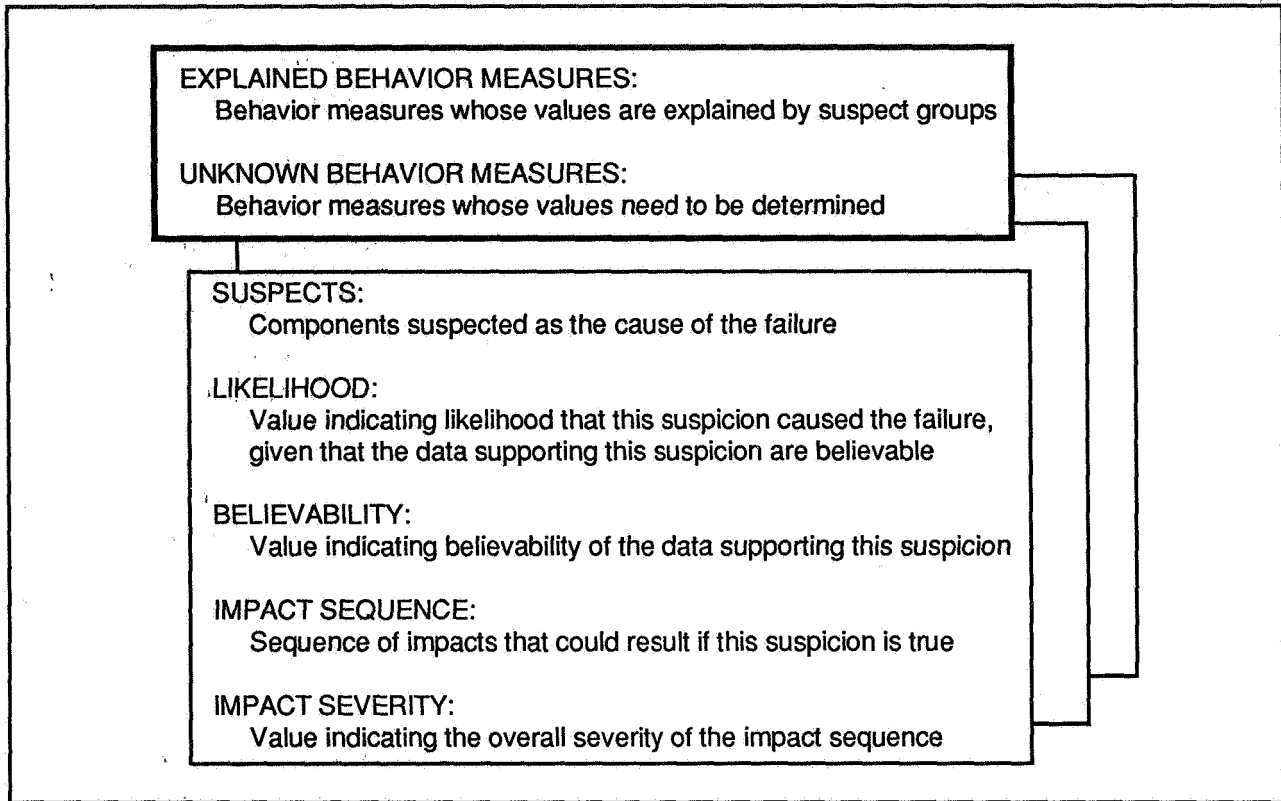 EXPLAINED BEHAVIOR MEASURES:
Behavior measures whose values are explained by suspect groups
UNKNOWN BEHAVIOR MEASURES:
Behavior measures whose values need to be determined
SUSPECTS:
Components suspected as the cause of the failure
LIKELIHOOD:
Value indicating likelihood that this suspicion caused the failure,
given that the data supporting this suspicion are believable
BELIEVABILITY:
Value indicating believability of the data supporting this suspicion
IMPACT SEQUENCE:
Sequence of impacts that could result if this suspicion is true
IMPACT SEVERITY:
Value indicating the overall severity of the impact sequence